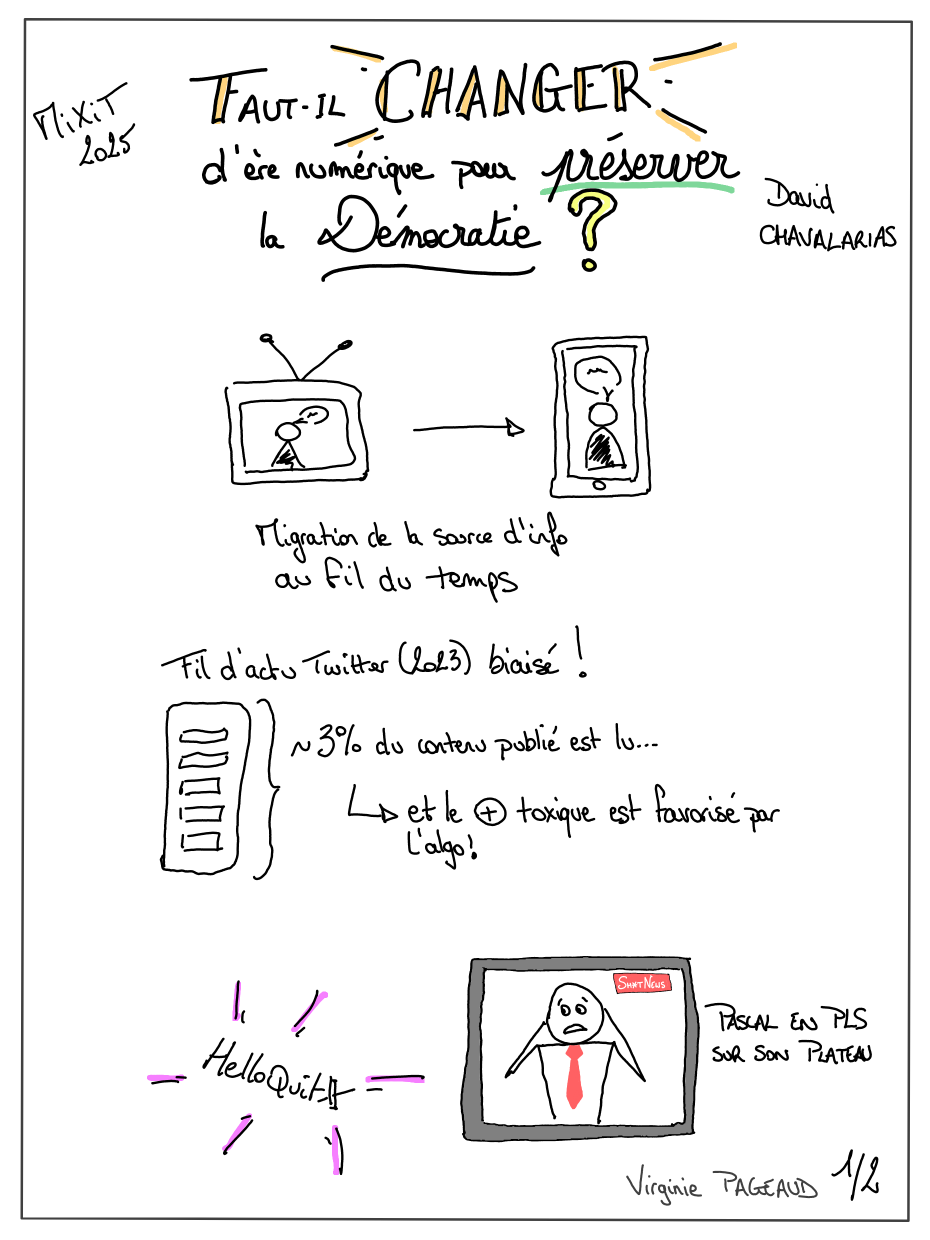 MiXiT
2025
FAUT-IL CHANGER
d'ère numérique pour préserver
la Démocratie ?
David
CHAVALARIAS
Migration de la source d'info
au fil du temps
Fil d'actu Twitter (2023) biaisé !
~ 3% du contenu publié est lu...
et le + toxique est favorisé par
l'algo!
HelloQuitX
SHITNEWS
PASCAL EN PLS
SUR SON PLATEAU
Virginie PAGEAUD
1/2